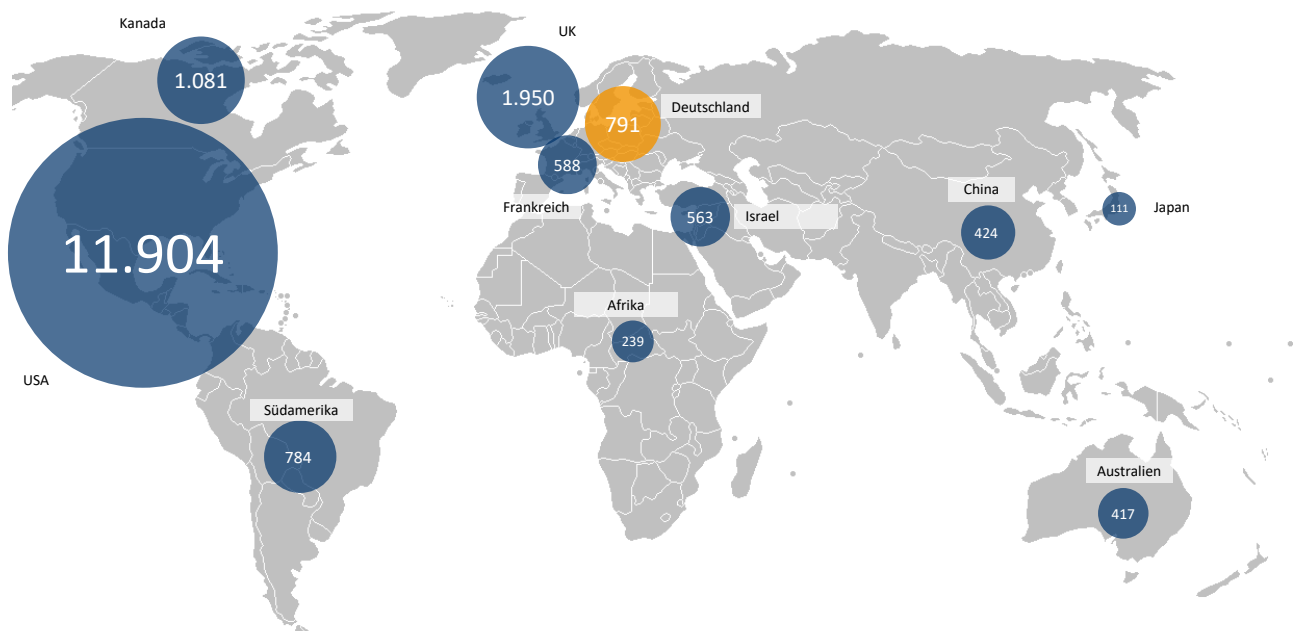 Kanada
1.081
UK
1.950
Deutschland
791
588
Frankreich
563
Israel
China
424
111
Japan
11.904
USA
Afrika
239
Südamerika
784
Australien
417